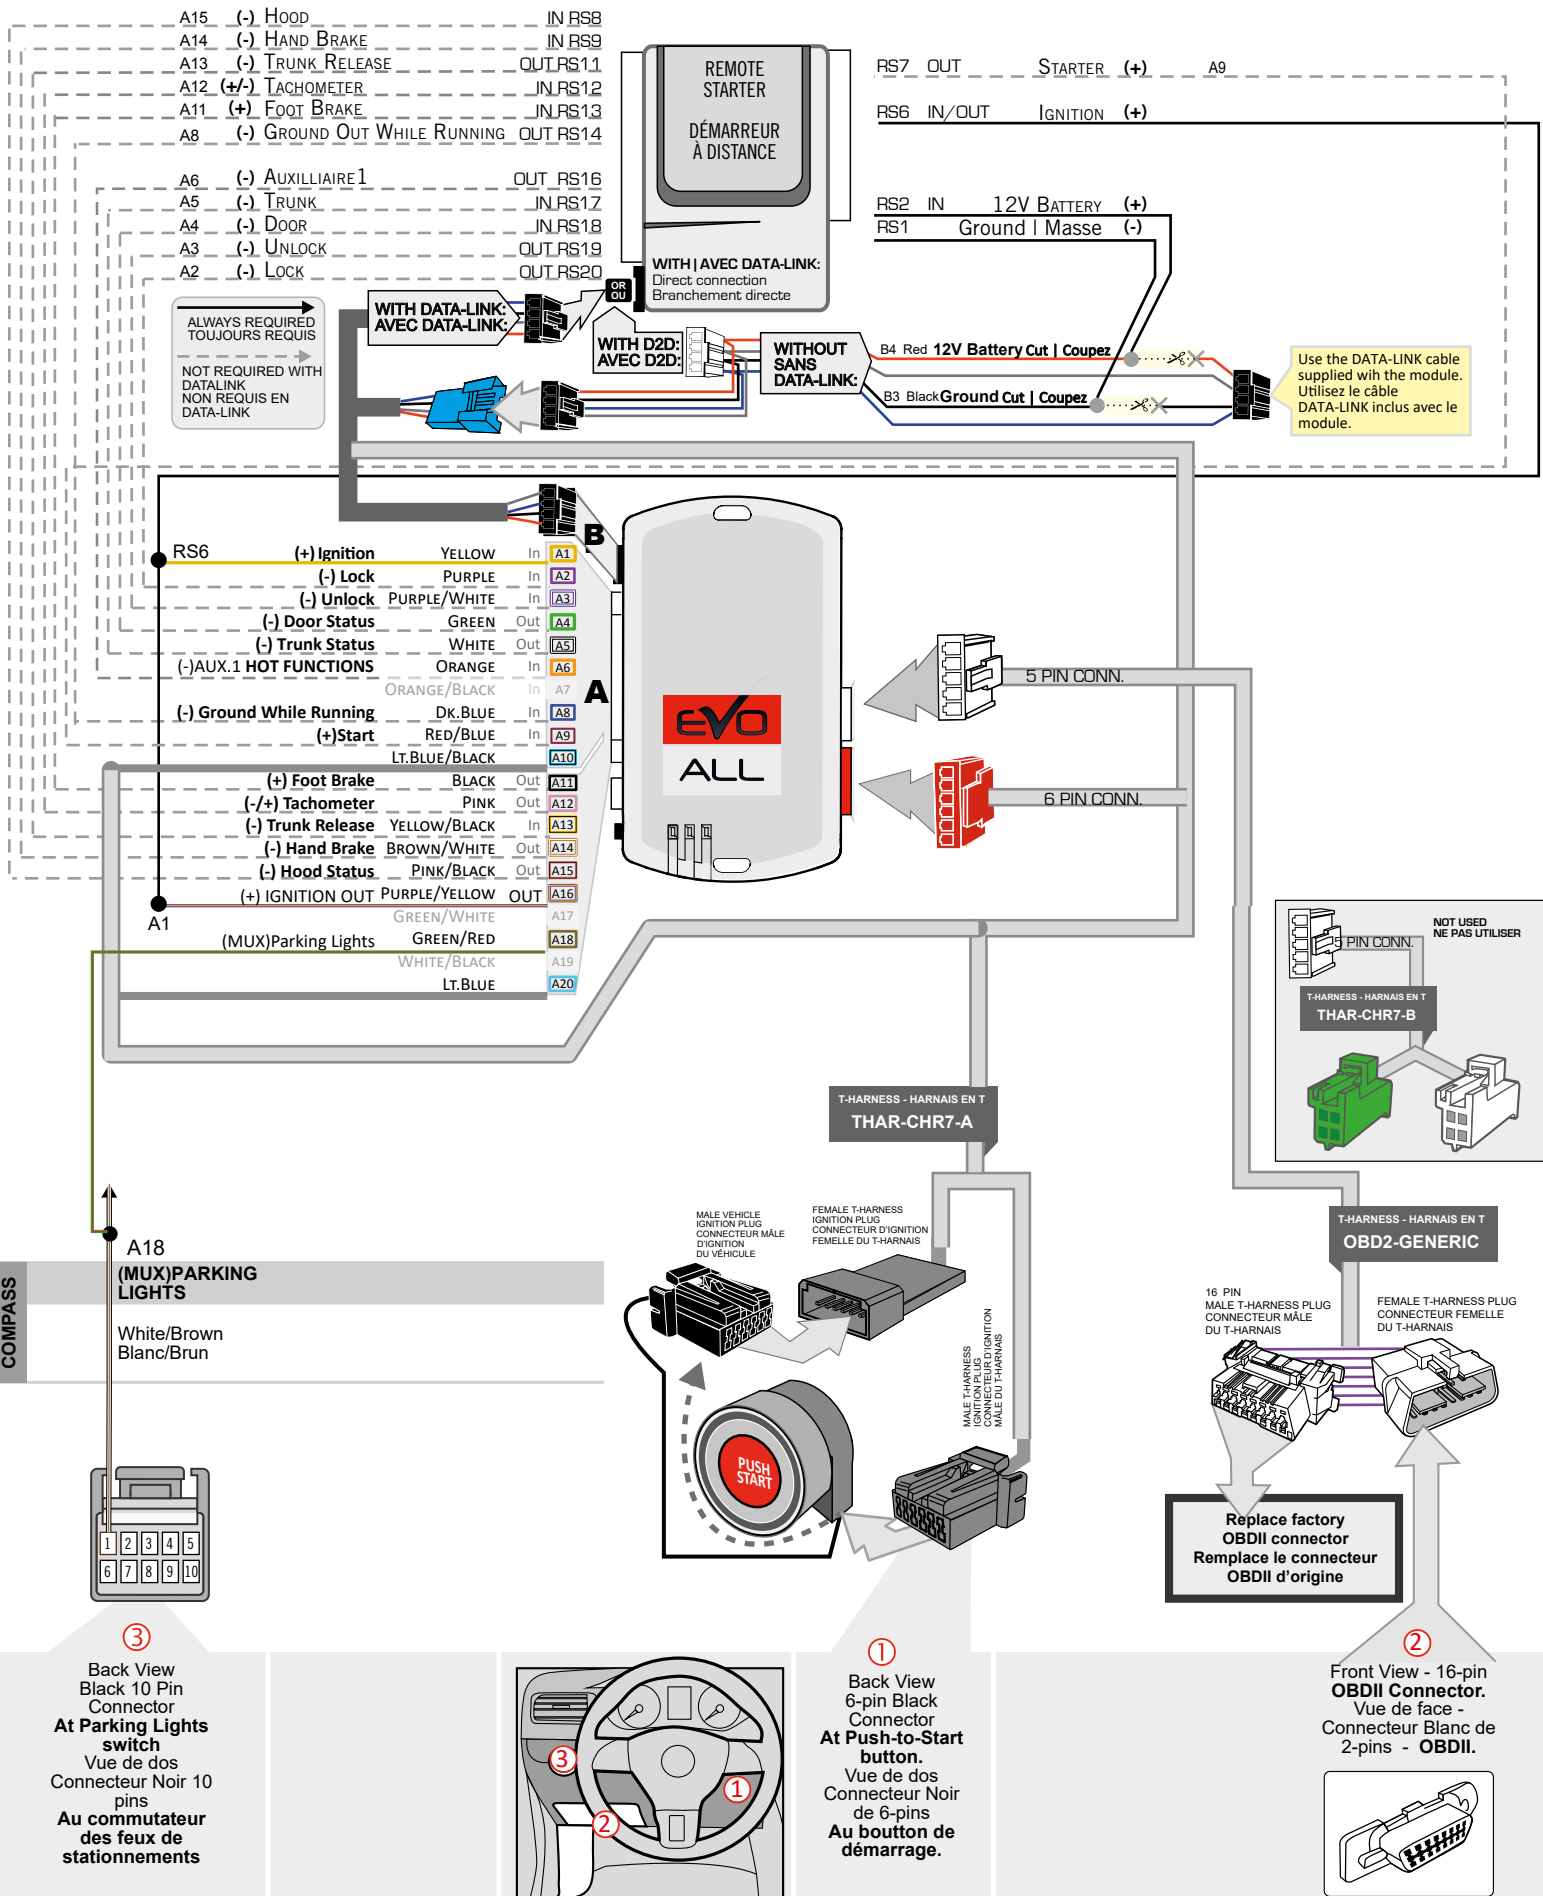 A15 (-) Hood IN RS8
A14 (-) Hand Brake IN RS9
A13 (-) Trunk Release OUT RS11
A12 (+/-) Tachometer IN RS12
A11 (+) Foot Brake IN RS13
A8 (-) Ground Out While Running OUT RS14
A6 (-) Auxilliaire1 OUT RS16
A5 (-) Trunk IN RS17
A4 (-) Door IN RS18
A3 (-) Unlock OUT RS19
A2 (-) Lock OUT RS20
REMOTE
STARTER
DÉMARREUR
À DISTANCE
WITH | AVEC DATA-LINK:
Direct connection
Branchement directe
OR
OU
RS7 OUT Starter (+) A9
RS6 IN/OUT Ignition (+)
RS2 IN 12V Battery (+)
RS1 Ground | Masse (-)
ALWAYS REQUIRED
TOUJOURS REQUIS
NOT REQUIRED WITH
DATALINK
NON REQUIS EN
DATA-LINK
WITH DATA-LINK:
AVEC DATA-LINK:
WITH D2D:
AVEC D2D:
WITHOUT
SANS
DATA-LINK:
B4 Red 12V Battery Cut | Coupez
B3 Black Ground Cut | Coupez
Use the DATA-LINK cable
supplied wih the module.
Utilisez le câble
DATA-LINK inclus avec le
module.
B
A
RS6 (+) Ignition Yellow In A1
(-) Lock Purple In A2
(-) Unlock Purple/White In A3
(-) Door Status Green Out A4
(-) Trunk Status White Out A5
(-)AUX.1 HOT FUNCTIONS Orange In A6
Orange/Black In A7
(-) Ground While Running Dk.Blue In A8
(+)Start Red/Blue In A9
Lt.Blue/Black A10
(+) Foot Brake Black Out A11
(-/+) Tachometer Pink Out A12
(-) Trunk Release Yellow/Black In A13
(-) Hand Brake Brown/White Out A14
(-) Hood Status Pink/Black Out A15
(+) IGNITION OUT Purple/Yellow OUT A16
A1
Green/White A17
(MUX)Parking Lights Green/Red A18
White/Black A19
Lt.Blue A20
EVO
ALL
5 PIN CONN.
6 PIN CONN.
NOT USED
NE PAS UTILISER
5 PIN CONN.
T-HARNESS - HARNAIS EN T
THAR-CHR7-B
T-HARNESS - HARNAIS EN T
THAR-CHR7-A
T-HARNESS - HARNAIS EN T
OBD2-GENERIC
MALE VEHICLE
IGNITION PLUG
CONNECTEUR MÂLE
D'IGNITION
DU VÉHICULE
FEMALE T-HARNESS
IGNITION PLUG
CONNECTEUR D'IGNITION
FEMELLE DU T-HARNAIS
MALE T-HARNESS
IGNITION PLUG
CONNECTEUR D'IGNITION
MÂLE DU T-HARNAIS
PUSH
START
16 PIN
MALE T-HARNESS PLUG
CONNECTEUR MÂLE
DU T-HARNAIS
FEMALE T-HARNESS PLUG
CONNECTEUR FEMELLE
DU T-HARNAIS
Replace factory
OBDII connector
Remplace le connecteur
OBDII d'origine
COMPASS
A18
(MUX)PARKING
LIGHTS
White/Brown
Blanc/Brun
1 2 3 4 5
6 7 8 9 10
3
Back View
Black 10 Pin
Connector
At Parking Lights
switch
Vue de dos
Connecteur Noir 10
pins
Au commutateur
des feux de
stationnements
3
1
2
1
Back View
6-pin Black
Connector
At Push-to-Start
button.
Vue de dos
Connecteur Noir
de 6-pins
Au boutton de
démarrage.
2
Front View - 16-pin
OBDII Connector.
Vue de face -
Connecteur Blanc de
2-pins - OBDII.